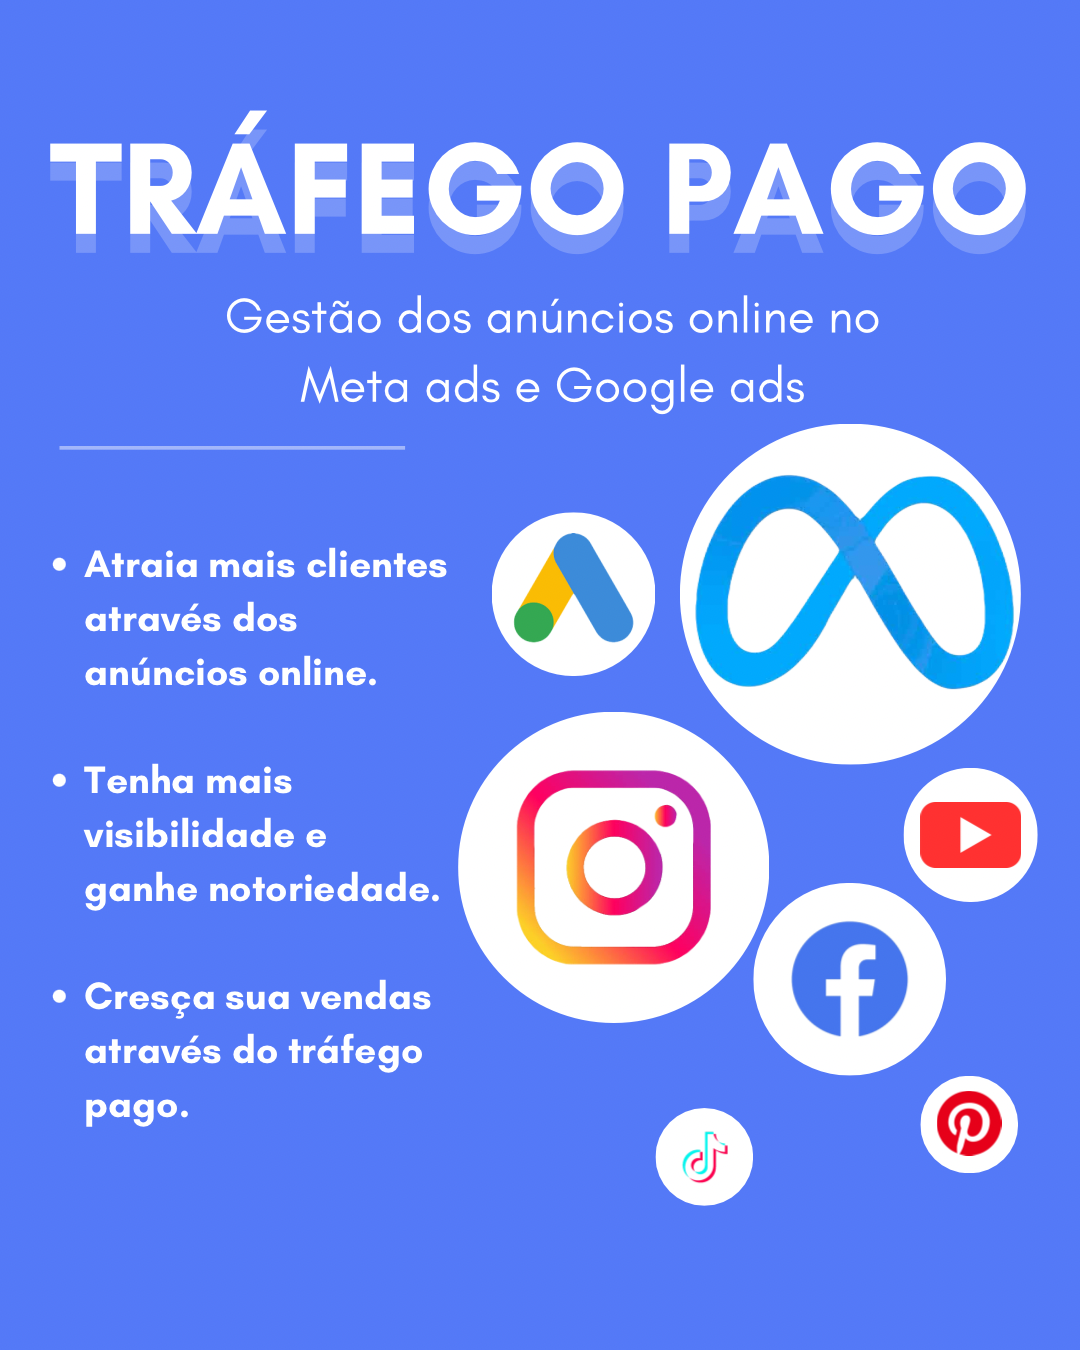 TRÁFEGO PAGO
Gestão dos anúncios online no
Meta ads e Google ads
• Atraia mais clientes
através dos
anúncios online.
• Tenha mais
visibilidade e
ganhe notoriedade.
• Cresça sua vendas
através do tráfego
pago.